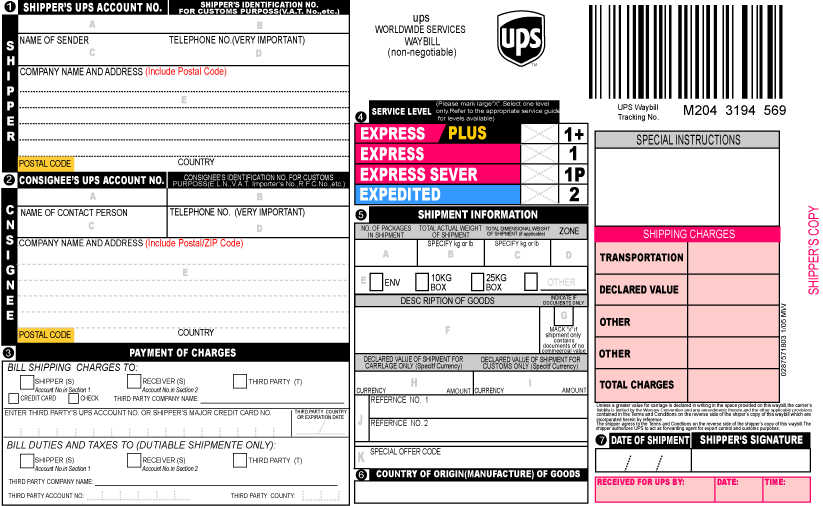 1 SHIPPER'S UPS ACCOUNT NO.
SHIPPER'S IDENTIFICATION NO.
FOR CUSTOMS PURPOSE(V.A.T. No.,etc.)
A
B
SHIPPER
NAME OF SENDER
C
TELEPHONE NO.(VERY IMPORTANT)
D
COMPANY NAME AND ADDRESS (Include Postal Code)
E
POSTAL CODE
COUNTRY
2 CONSIGNEE'S UPS ACCOUNT NO.
CONSIGNEE'S IDENTIFICATION NO. FOR CUSTOMS
PURPOSE(E.L.N.,V.A.T. Importer's No.,R.F.C.No.,etc.)
A
B
CNSIGNEE
NAME OF CONTACT PERSON
C
TELEPHONE NO. (VERY IMPORTANT)
D
COMPANY NAME AND ADDRESS (Include Postal/ZIP Code)
E
POSTAL CODE
COUNTRY
3 PAYMENT OF CHARGES
BILL SHIPPING CHARGES TO:
SHIPPER (S)
Account No.in Section 1
RECEIVER (S)
Account No.in Section 2
THIRD PARTY (T)
CREDIT CARD
CHECK
THIRD PARTY COMPANY NAME:
ENTER THIRD PARTY'S UPS ACCOUNT NO. OR SHIPPER'S MAJOR CREDIT CARD NO.
THIRD PARTY COUNTRY
OR EXPIRATION DATE
BILL DUTIES AND TAXES TO (DUTIABLE SHIPMENTE ONLY):
SHIPPER (S)
Account No.in Section 1
RECEIVER (S)
Account No.in Section 2
THIRD PARTY (T)
THIRD PARTY COMPANY NAME:
THIRD PARTY ACCOUNT NO:
THIRD PARTY COUNTY:
ups
WORLDWIDE SERVICES
WAYBILL
(non-negotiable)
ups
TM
4 SERVICE LEVEL
(Please mark large"X".Select one level
only.Refer to the appropriate service guide
for levels available)
EXPRESS PLUS 1+
EXPRESS 1
EXPRESS SEVER 1P
EXPEDITED 2
5 SHIPMENT INFORMATION
NO. OF PACKAGES
IN SHIPMENT
A
TOTAL ACTUAL WEIGHT
OF SHIPMENT
SPECIFY kg or lb
B
TOTAL DIMENSIONAL WEIGHT
OF SHIPMENT (if applicable)
SPECIFY kg or lb
C
ZONE
D
E
ENV
10KG
BOX
25KG
BOX
OTHER
DESC RIPTION OF GOODS
F
INDICATE IF
DOCUMENTS ONLY
G
MACK "x" if
shipment only
contains
documents of no
commercial value
DECLARED VALUE OF SHIPMENT FOR
CARRLAGE ONLY (Specitf Currency)
H
CURRENCY
AMOUNT
DECLARED VALUE OF SHIPMENT FOR
CUSTOMS ONLY (Specitf Currency)
I
CURRENCY
AMOUNT
J
REFERNCE NO. 1
REFERNCE NO. 2
K
SPECIAL OFFER CODE
6 COUNTRY OF ORIGIN(MANUFACTURE) OF GOODS
UPS Waybill
Tracking No.
M204 3194 569
SPECIAL INSTRUCTIONS
SHIPPING CHARGES
TRANSPORTATION
DECLARED VALUE
OTHER
OTHER
TOTAL CHARGES
SHIPPER'S COPY
Unless a greater value for carriage is declared in writing in the space provided on this waybill,the carrier's
liability is limited by the Warsaw Convention and any amendments thereto,and the other applicable provisions
contained in the Terms and Conditions on the reverse side of the shipper's copy of this waybill which are
incorporated herein by reference.
The shipper agress to the Terms and Condiens on the reverse side of the shipper's copy of this waybill.The
shipper authorizes UPS to act as forwarding agent for export control and customs purposes.
7 DATE OF SHIPMENT
SHIPPER'S SIGNATURE
/ /
RECEIVED FOR UPS BY:
DATE:
TIME: